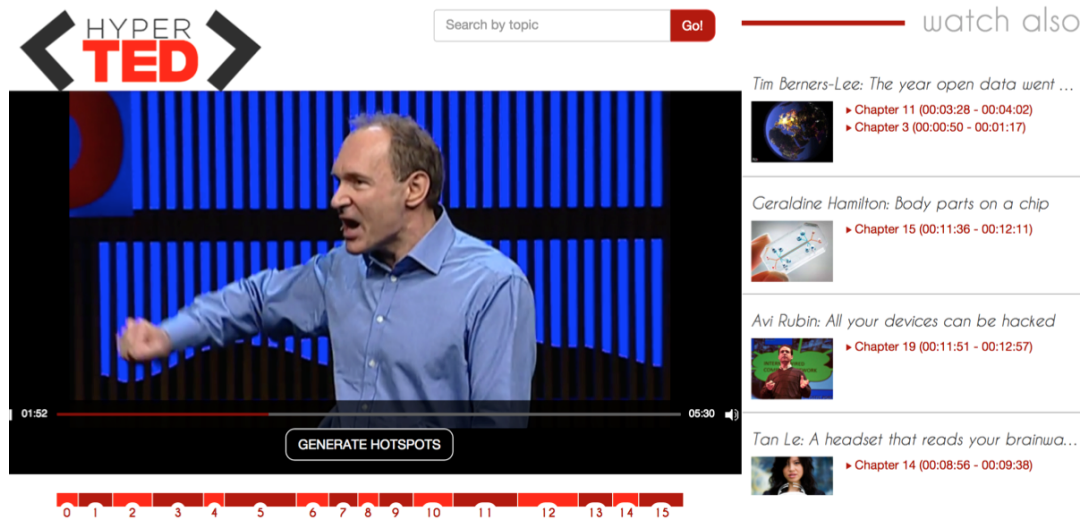 HYPER
TED
Search by topic
Go!
watch also
01:52
05:30
GENERATE HOTSPOTS
0 1 2 3 4 5 6 7 8 9 10 11 12 13 14 15
Tim Berners-Lee: The year open data went ...
Chapter 11 (00:03:28 - 00:04:02)
Chapter 3 (00:00:50 - 00:01:17)
Geraldine Hamilton: Body parts on a chip
Chapter 15 (00:11:36 - 00:12:11)
Avi Rubin: All your devices can be hacked
Chapter 19 (00:11:51 - 00:12:57)
Tan Le: A headset that reads your brainwa...
Chapter 14 (00:08:56 - 00:09:38)